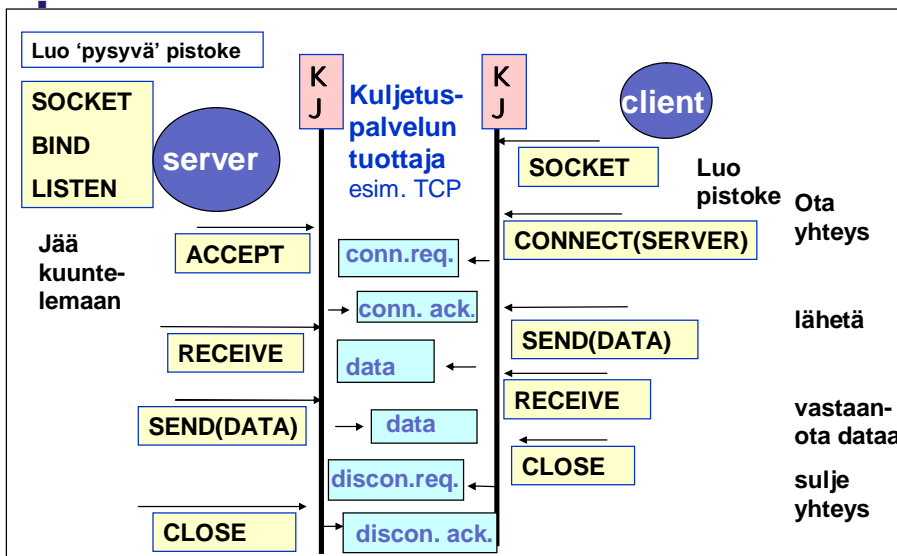 Luo ‘pysyvä’ pistoke
SOCKET
BIND
LISTEN
server
K
J
Kuljetus-
palvelun
tuottaja
esim. TCP
K
J
client
SOCKET
Luo
pistoke
Ota
yhteys
CONNECT(SERVER)
Jää
kuunte-
lemaan
ACCEPT
conn.req.
conn. ack.
SEND(DATA)
lähetä
RECEIVE
data
RECEIVE
vastaan-
ota dataa
SEND(DATA)
data
CLOSE
sulje
yhteys
discon.req.
CLOSE
discon. ack.